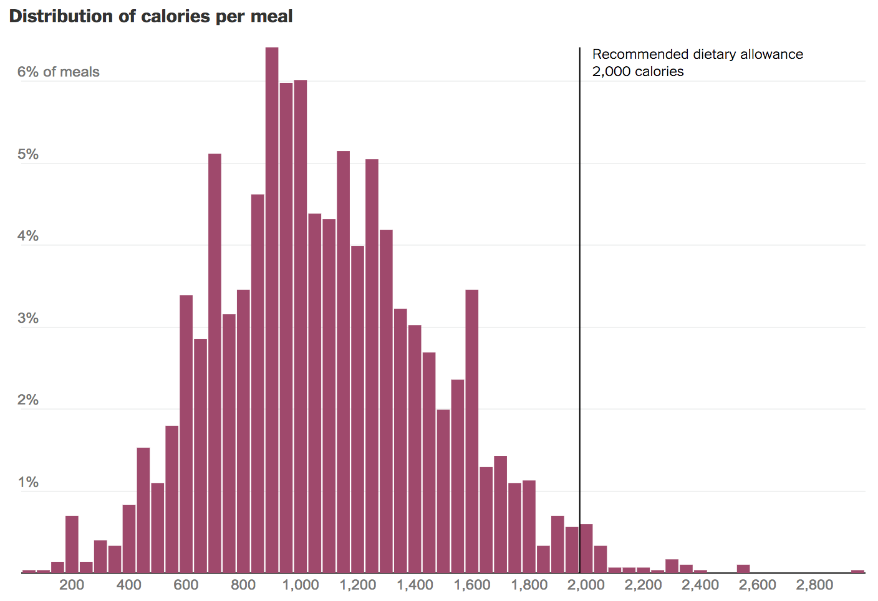 Distribution of calories per meal
Recommended dietary allowance
2,000 calories
6% of meals
5%
4%
3%
2%
1%
200 400 600 800 1,000 1,200 1,400 1,600 1,800 2,000 2,200 2,400 2,600 2,800